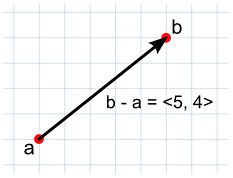 b
b - a = <5, 4>
a